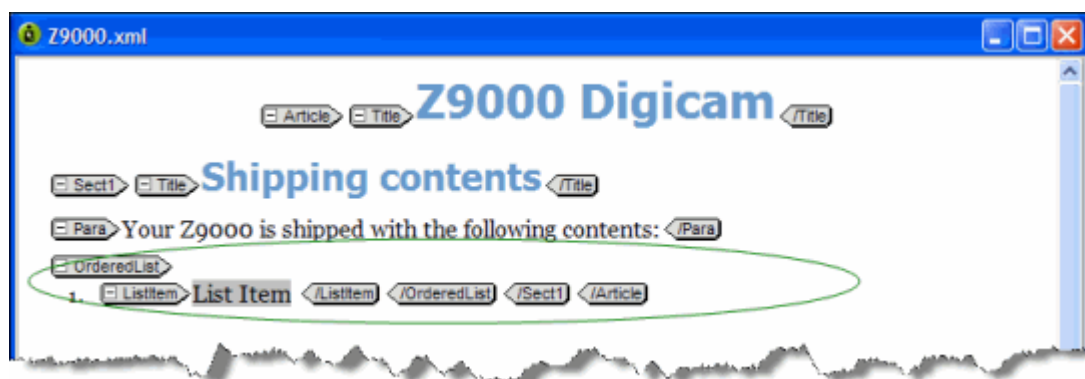 Z9000.xml
Article Title Z9000 Digicam /Title
Sect1 Title Shipping contents /Title
Para Your Z9000 is shipped with the following contents: /Para
OrderedList
1. ListItem List Item /ListItem /OrderedList /Sect1 /Article